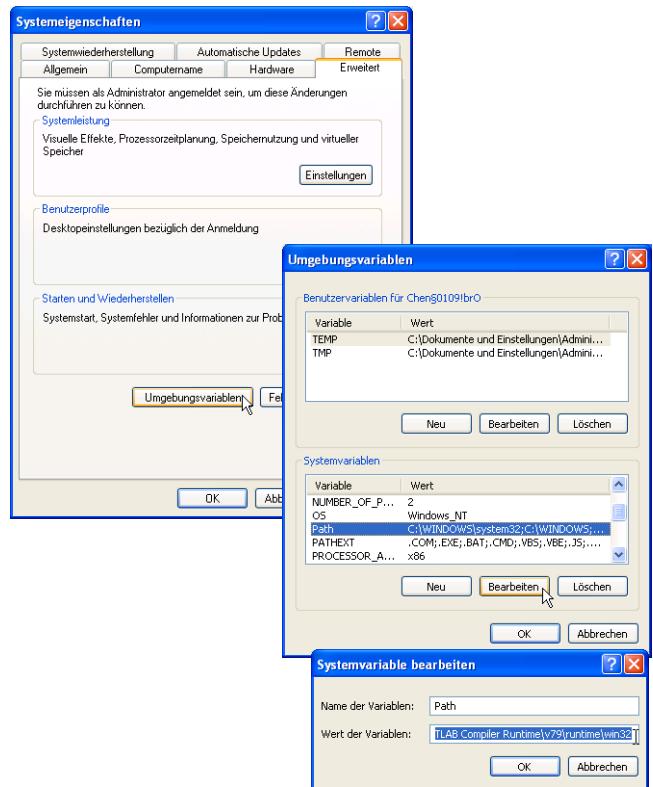 Systemeigenschaften
Systemwiederherstellung Automatische Updates Remote
Allgemein Computername Hardware Erweitert
Sie müssen als Administrator angemeldet sein, um diese Änderungen
durchführen zu können.
Systemleistung
Visuelle Effekte, Prozessorzeitplanung, Speichernutzung und virtueller
Speicher
Einstellungen
Benutzerprofile
Desktopeinstellungen bezüglich der Anmeldung
Starten und Wiederherstellen
Systemstart, Systemfehler und Informationen zur Prob
Umgebungsvariablen Fel
OK Abb
Umgebungsvariablen
Benutzervariablen für Chen§0109!brO
Variable Wert
TEMP C:\Dokumente und Einstellungen\Admini...
TMP C:\Dokumente und Einstellungen\Admini...
Neu Bearbeiten Löschen
Systemvariablen
Variable Wert
NUMBER_OF_P... 2
OS Windows_NT
Path C:\WINDOWS\system32;C:\WINDOWS;...
PATHEXT .COM;.EXE;.BAT;.CMD;.VBS;.VBE;.JS;....
PROCESSOR_A... x86
Neu Bearbeiten Löschen
OK Abbrechen
Systemvariable bearbeiten
Name der Variablen: Path
Wert der Variablen: TLAB Compiler Runtime\v79\runtime\win32
OK Abbrechen